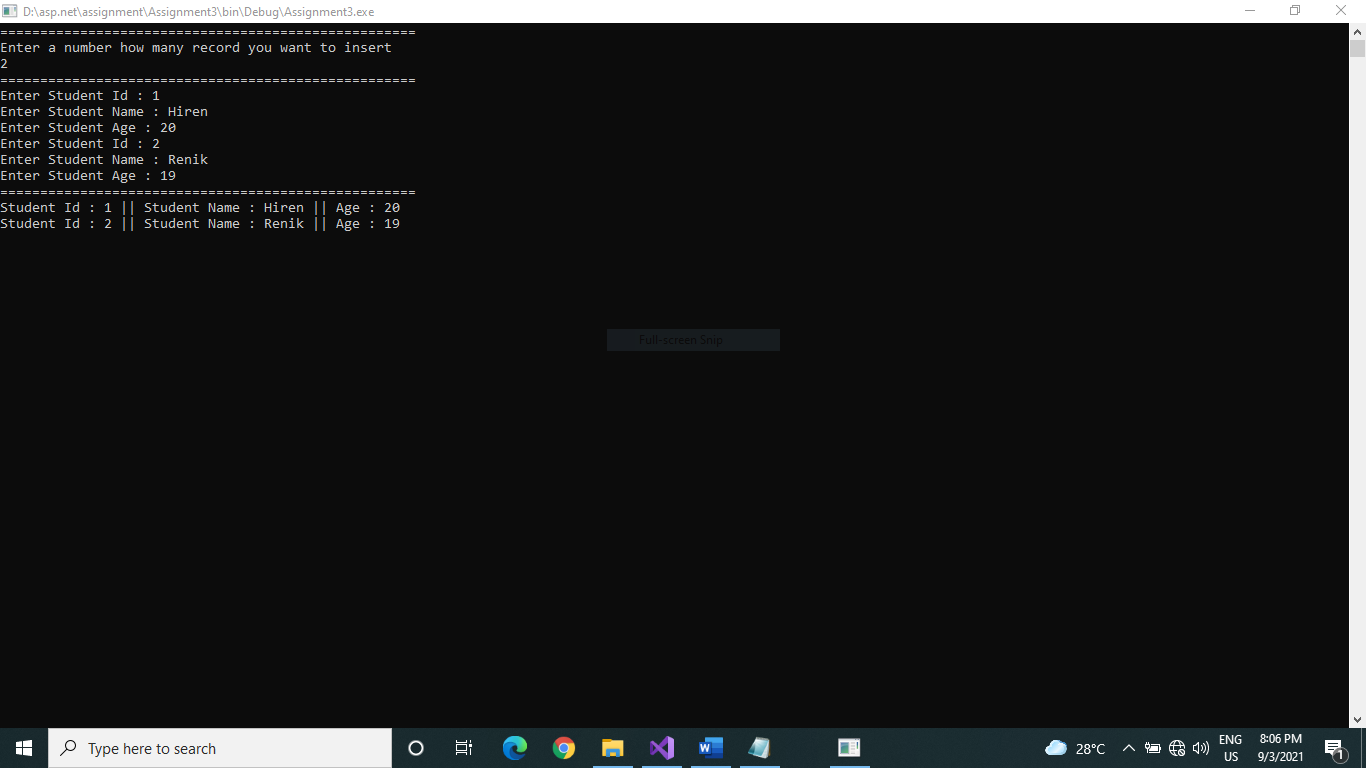 D:\asp.net\assignment\Assignment3\bin\Debug\Assignment3.exe
====================================================
Enter a number how many record you want to insert
2
====================================================
Enter Student Id : 1
Enter Student Name : Hiren
Enter Student Age : 20
Enter Student Id : 2
Enter Student Name : Renik
Enter Student Age : 19
====================================================
Student Id : 1 || Student Name : Hiren || Age : 20
Student Id : 2 || Student Name : Renik || Age : 19
Full-screen Snip
Type here to search
28°C
ENG
US
8:06 PM
9/3/2021
1